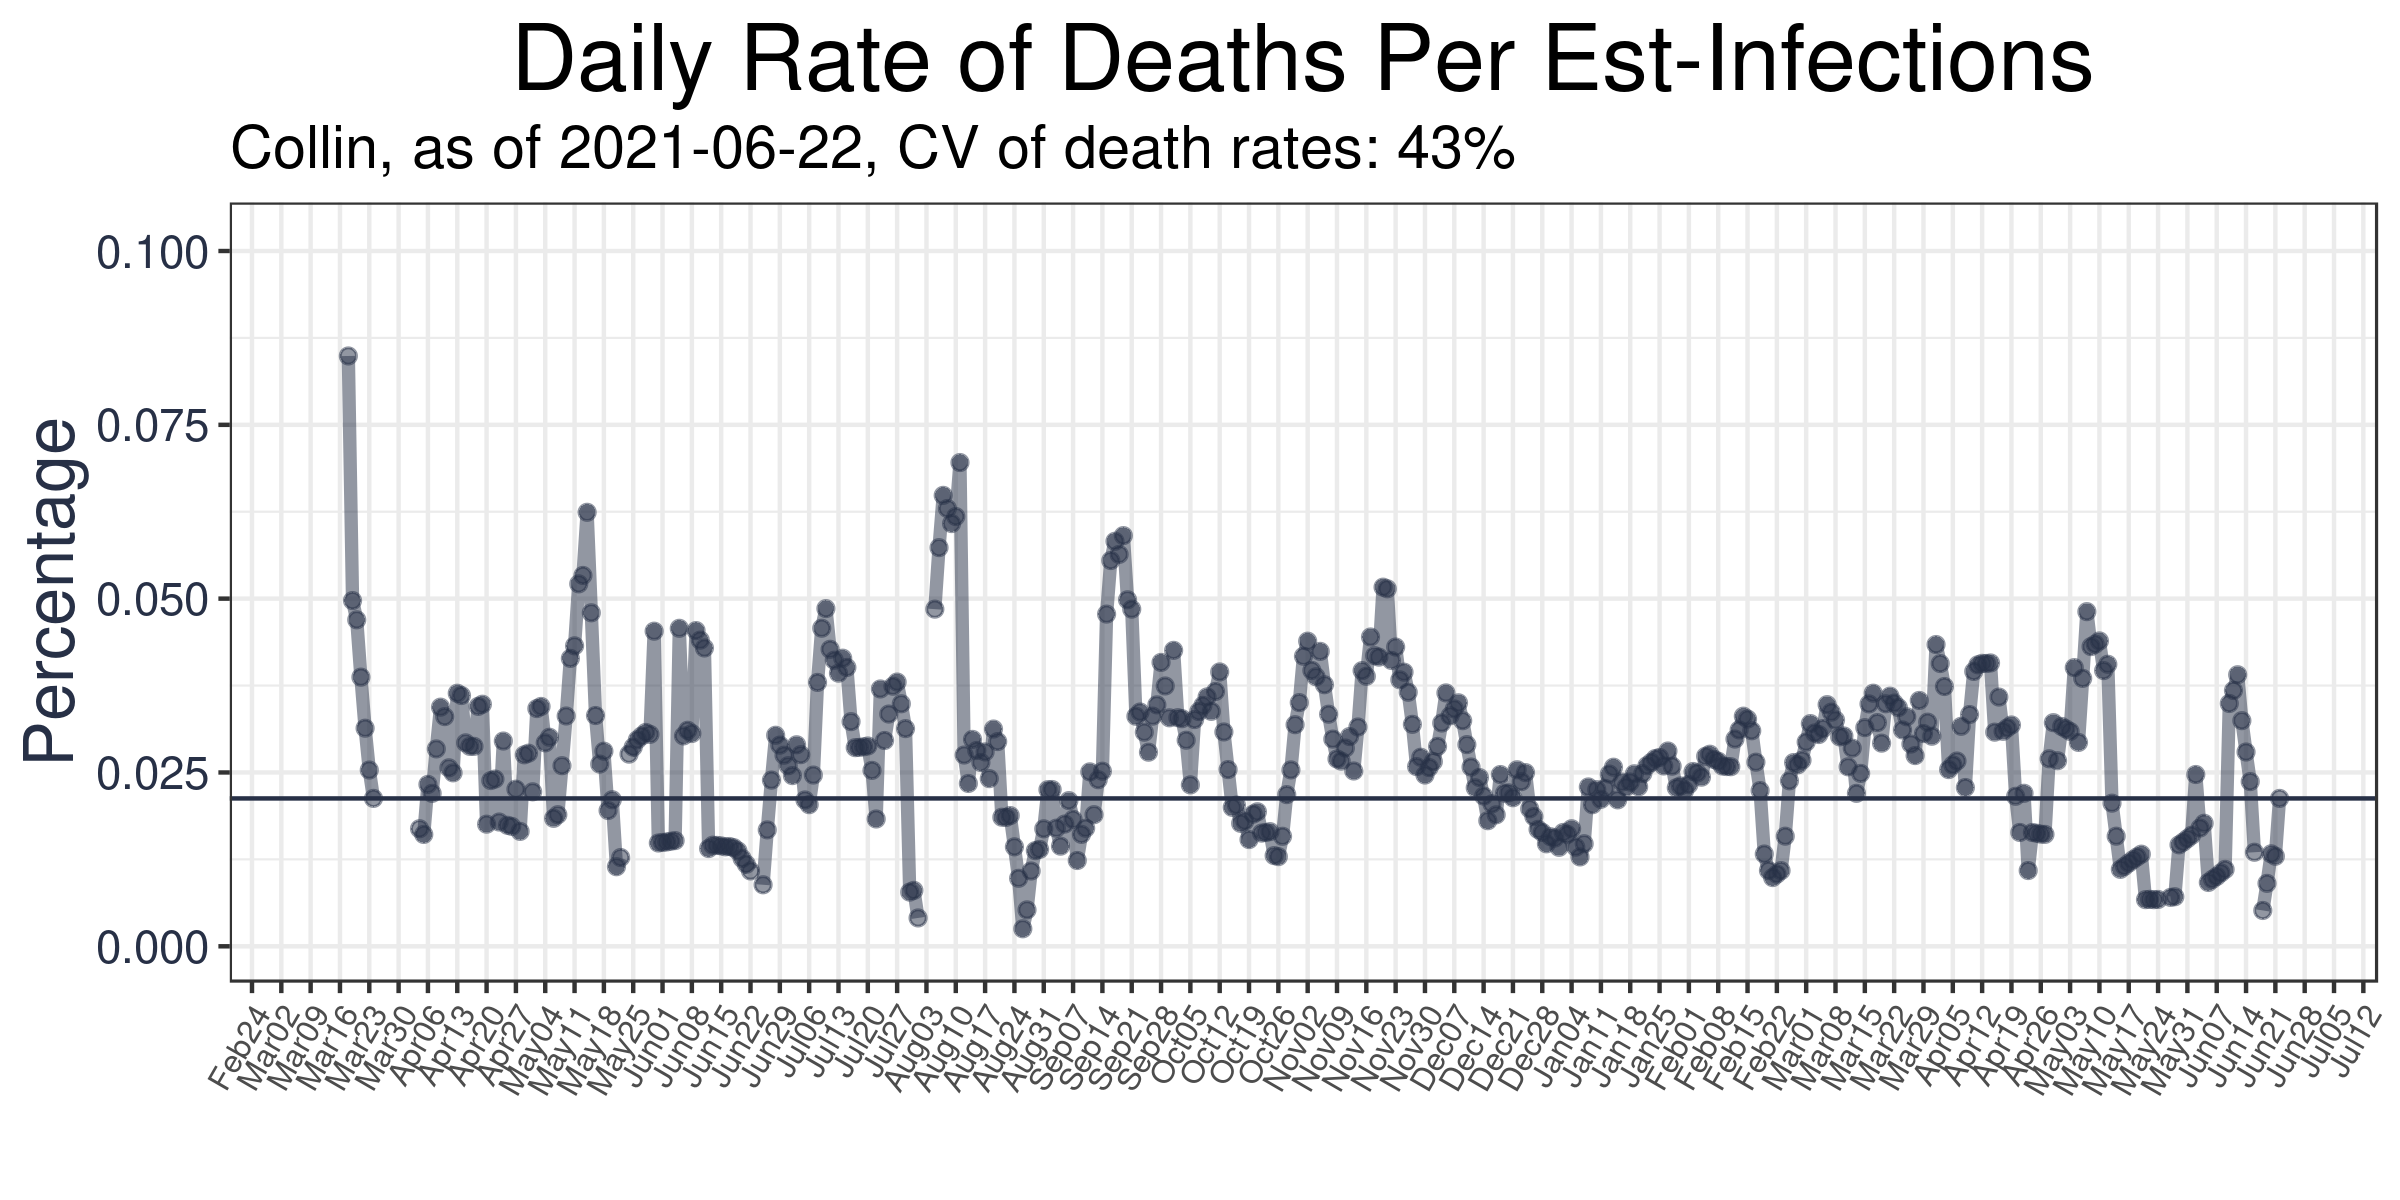 Daily Rate of Deaths Per Est-Infections
Collin, as of 2021-06-22, CV of death rates: 43%
Percentage
0.100
0.075
0.050
0.025
0.000
Feb24
Mar02
Mar09
Mar16
Mar23
Mar30
Apr06
Apr13
Apr20
Apr27
May04
May11
May18
May25
Jun01
Jun08
Jun15
Jun22
Jun29
Jul06
Jul13
Jul20
Jul27
Aug03
Aug10
Aug17
Aug24
Aug31
Sep07
Sep14
Sep21
Sep28
Oct05
Oct12
Oct19
Oct26
Nov02
Nov09
Nov16
Nov23
Nov30
Dec07
Dec14
Dec21
Dec28
Jan04
Jan11
Jan18
Jan25
Feb01
Feb08
Feb15
Feb22
Mar01
Mar08
Mar15
Mar22
Mar29
Apr05
Apr12
Apr19
Apr26
May03
May10
May17
May24
May31
Jun07
Jun14
Jun21
Jun28
Jul05
Jul12